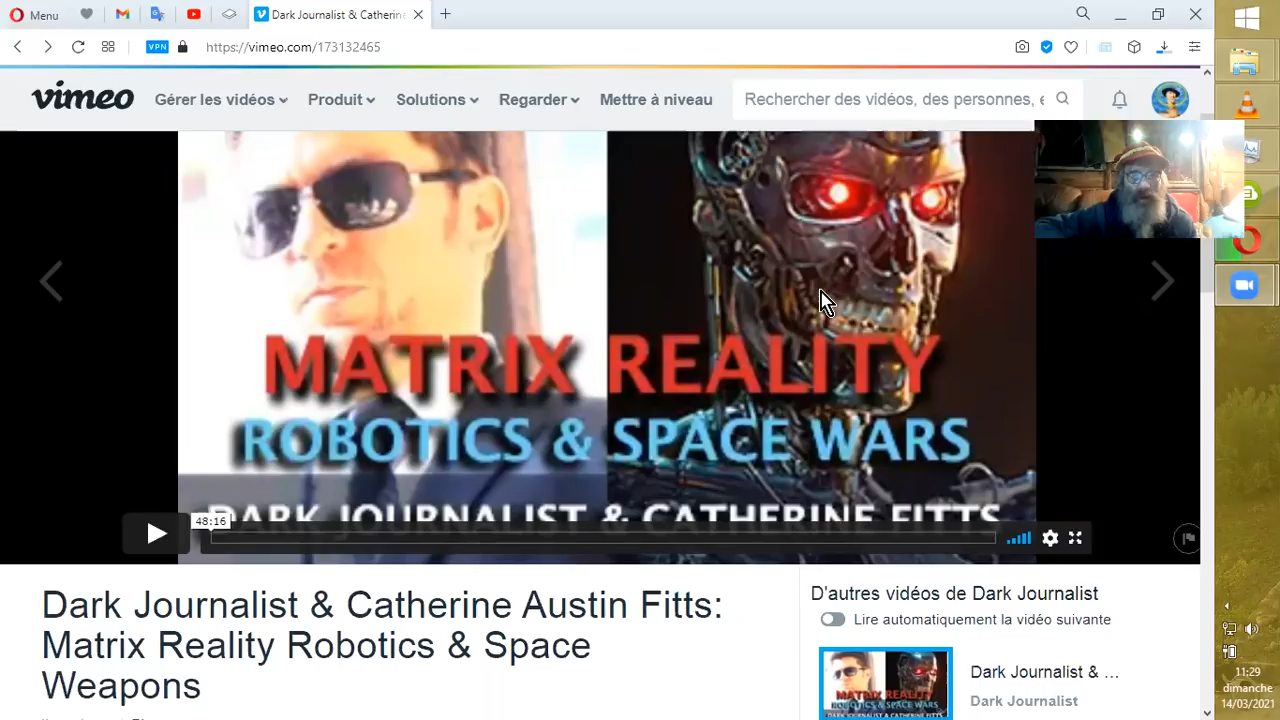 Menu
Dark Journalist & Catherine
VPN
https://vimeo.com/173132465
vimeo
Gérer les vidéos
Produit
Solutions
Regarder
Mettre à niveau
Rechercher des vidéos, des personnes, e
MATRIX REALITY
ROBOTICS & SPACE WARS
DARK JOURNALIST & CATHERINE FITTS
48:16
Dark Journalist & Catherine Austin Fitts:
Matrix Reality Robotics & Space
Weapons
D'autres vidéos de Dark Journalist
Lire automatiquement la vidéo suivante
MATRIX REALITY
ROBOTICS & SPACE WARS
DARK JOURNALIST & CATHERINE FITTS
Dark Journalist & ...
Dark Journalist
11:29
dimanche
14/03/2021